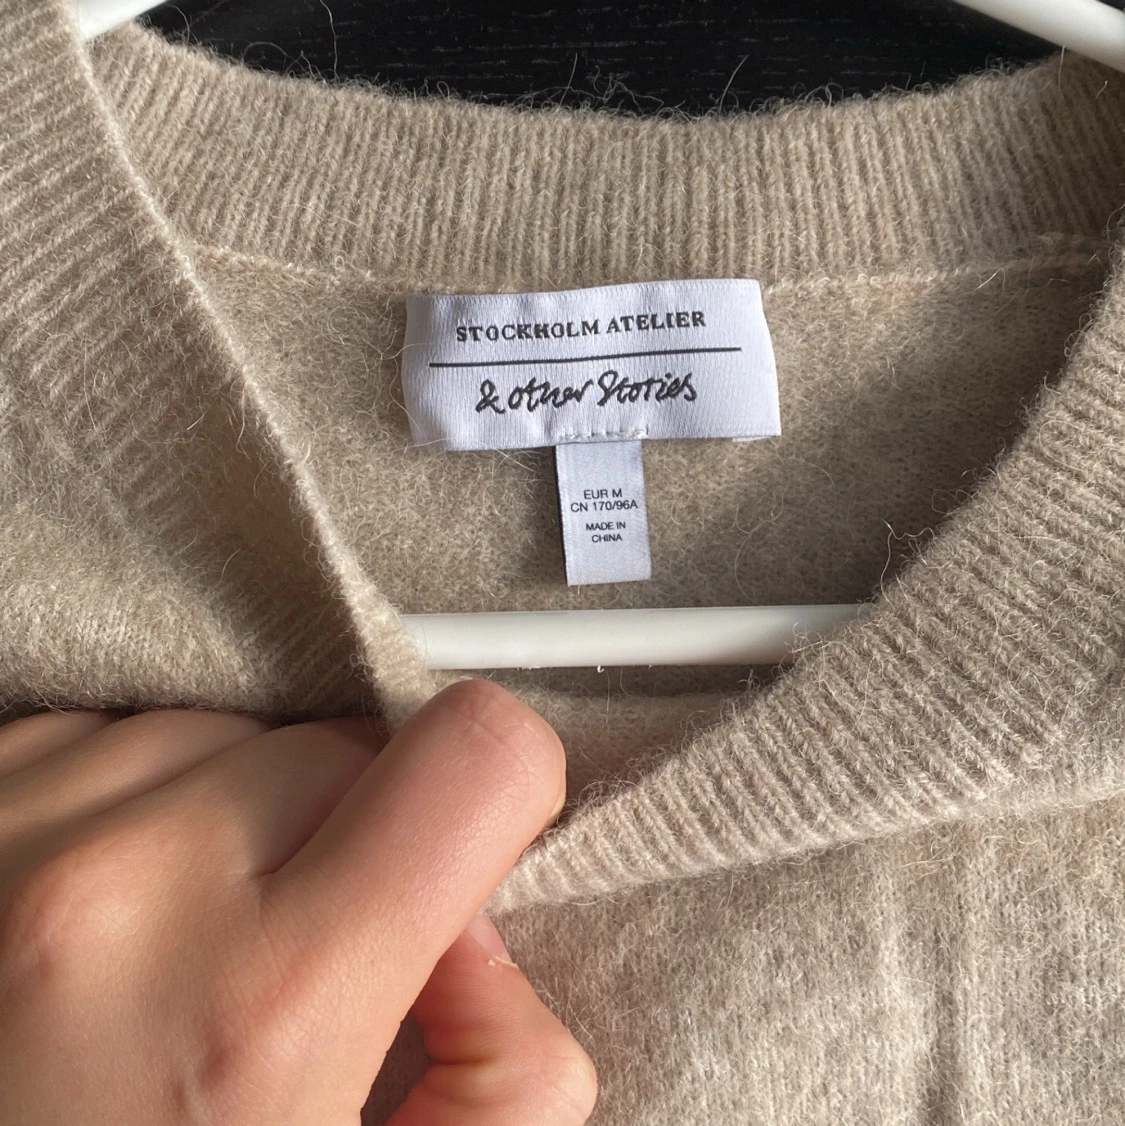 STOCKHOLM ATELIER
& other Stories
EUR M
CN 170/96A
MADE IN
CHINA